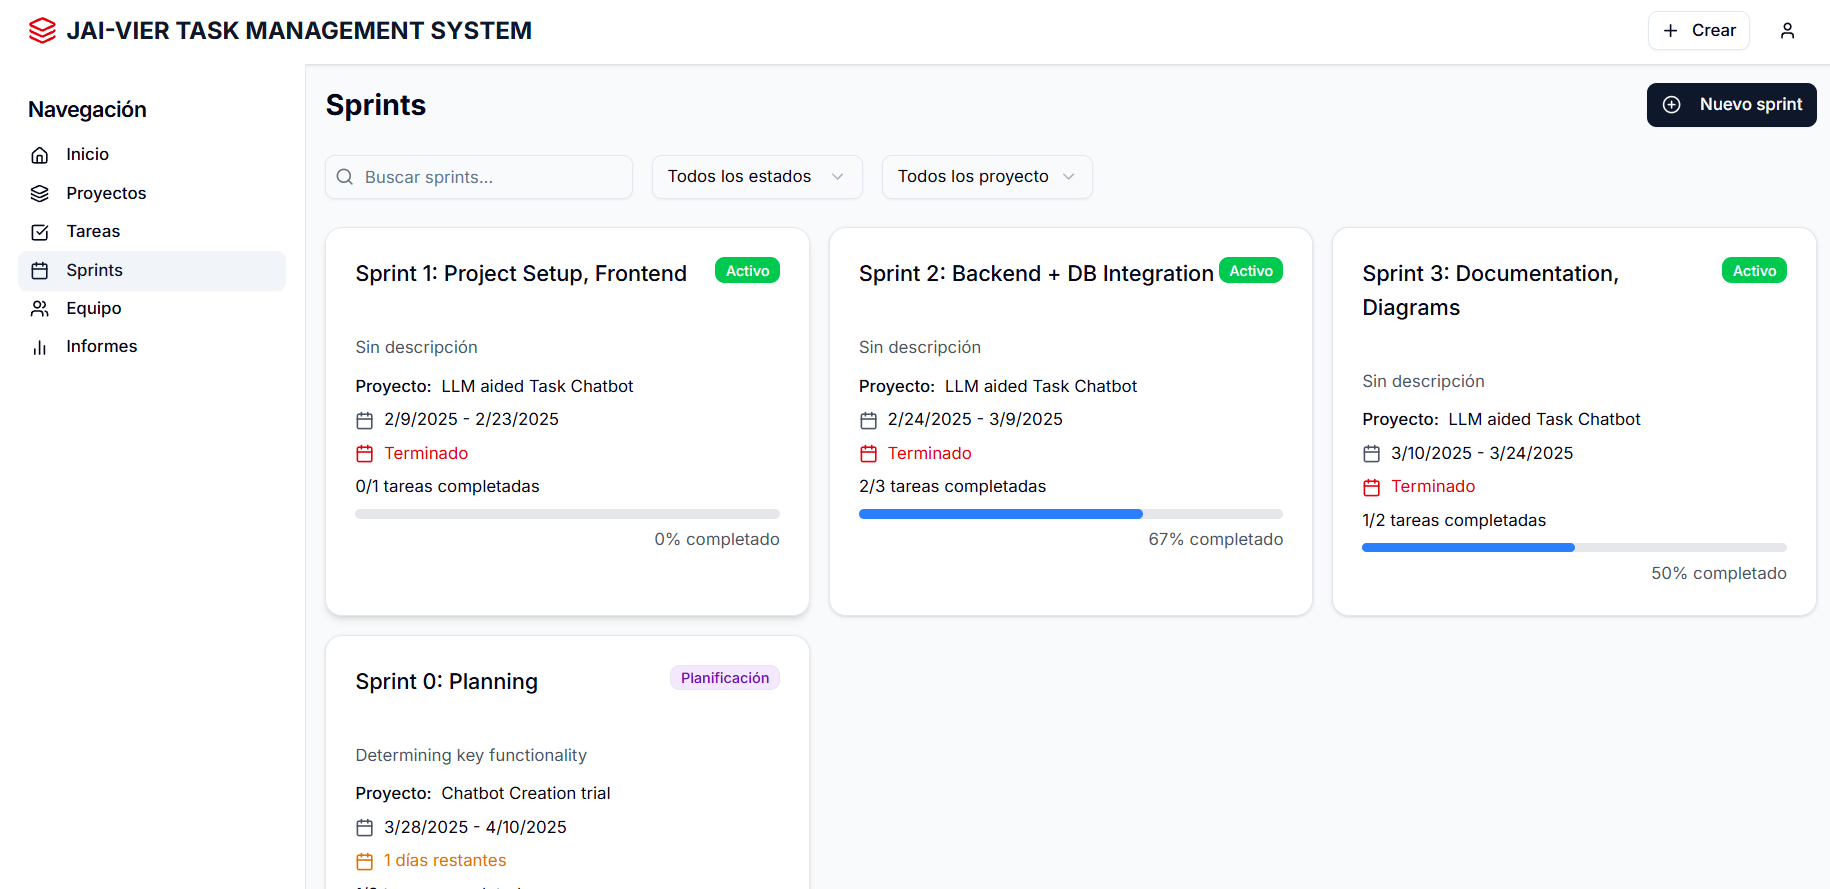 JAI-VIER TASK MANAGEMENT SYSTEM
Crear
Navegación
Inicio
Proyectos
Tareas
Sprints
Equipo
Informes
Sprints
Nuevo sprint
Buscar sprints...
Todos los estados
Todos los proyecto
Sprint 1: Project Setup, Frontend
Activo
Sin descripción
Proyecto: LLM aided Task Chatbot
2/9/2025 - 2/23/2025
Terminado
0/1 tareas completadas
0% completado
Sprint 2: Backend + DB Integration
Activo
Sin descripción
Proyecto: LLM aided Task Chatbot
2/24/2025 - 3/9/2025
Terminado
2/3 tareas completadas
67% completado
Sprint 3: Documentation,
Diagrams
Activo
Sin descripción
Proyecto: LLM aided Task Chatbot
3/10/2025 - 3/24/2025
Terminado
1/2 tareas completadas
50% completado
Sprint 0: Planning
Planificación
Determining key functionality
Proyecto: Chatbot Creation trial
3/28/2025 - 4/10/2025
1 días restantes